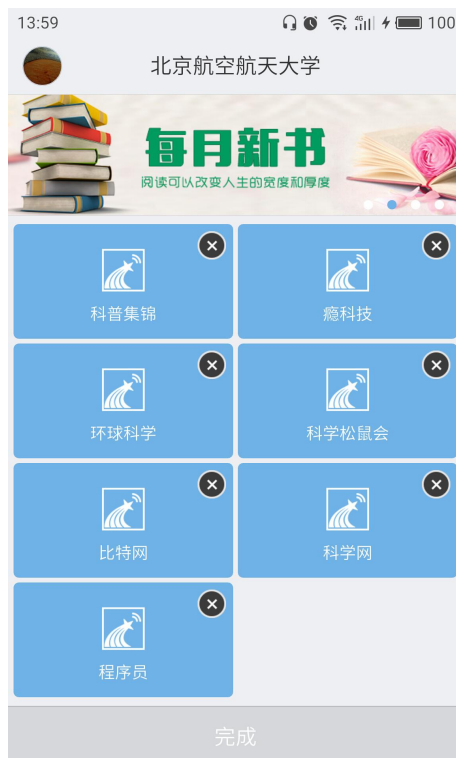 13:59
4G
100
北京航空航天大学
每月新书
阅读可以改变人生的宽度和厚度
科普集锦
瘾科技
环球科学
科学松鼠会
比特网
科学网
程序员
完成